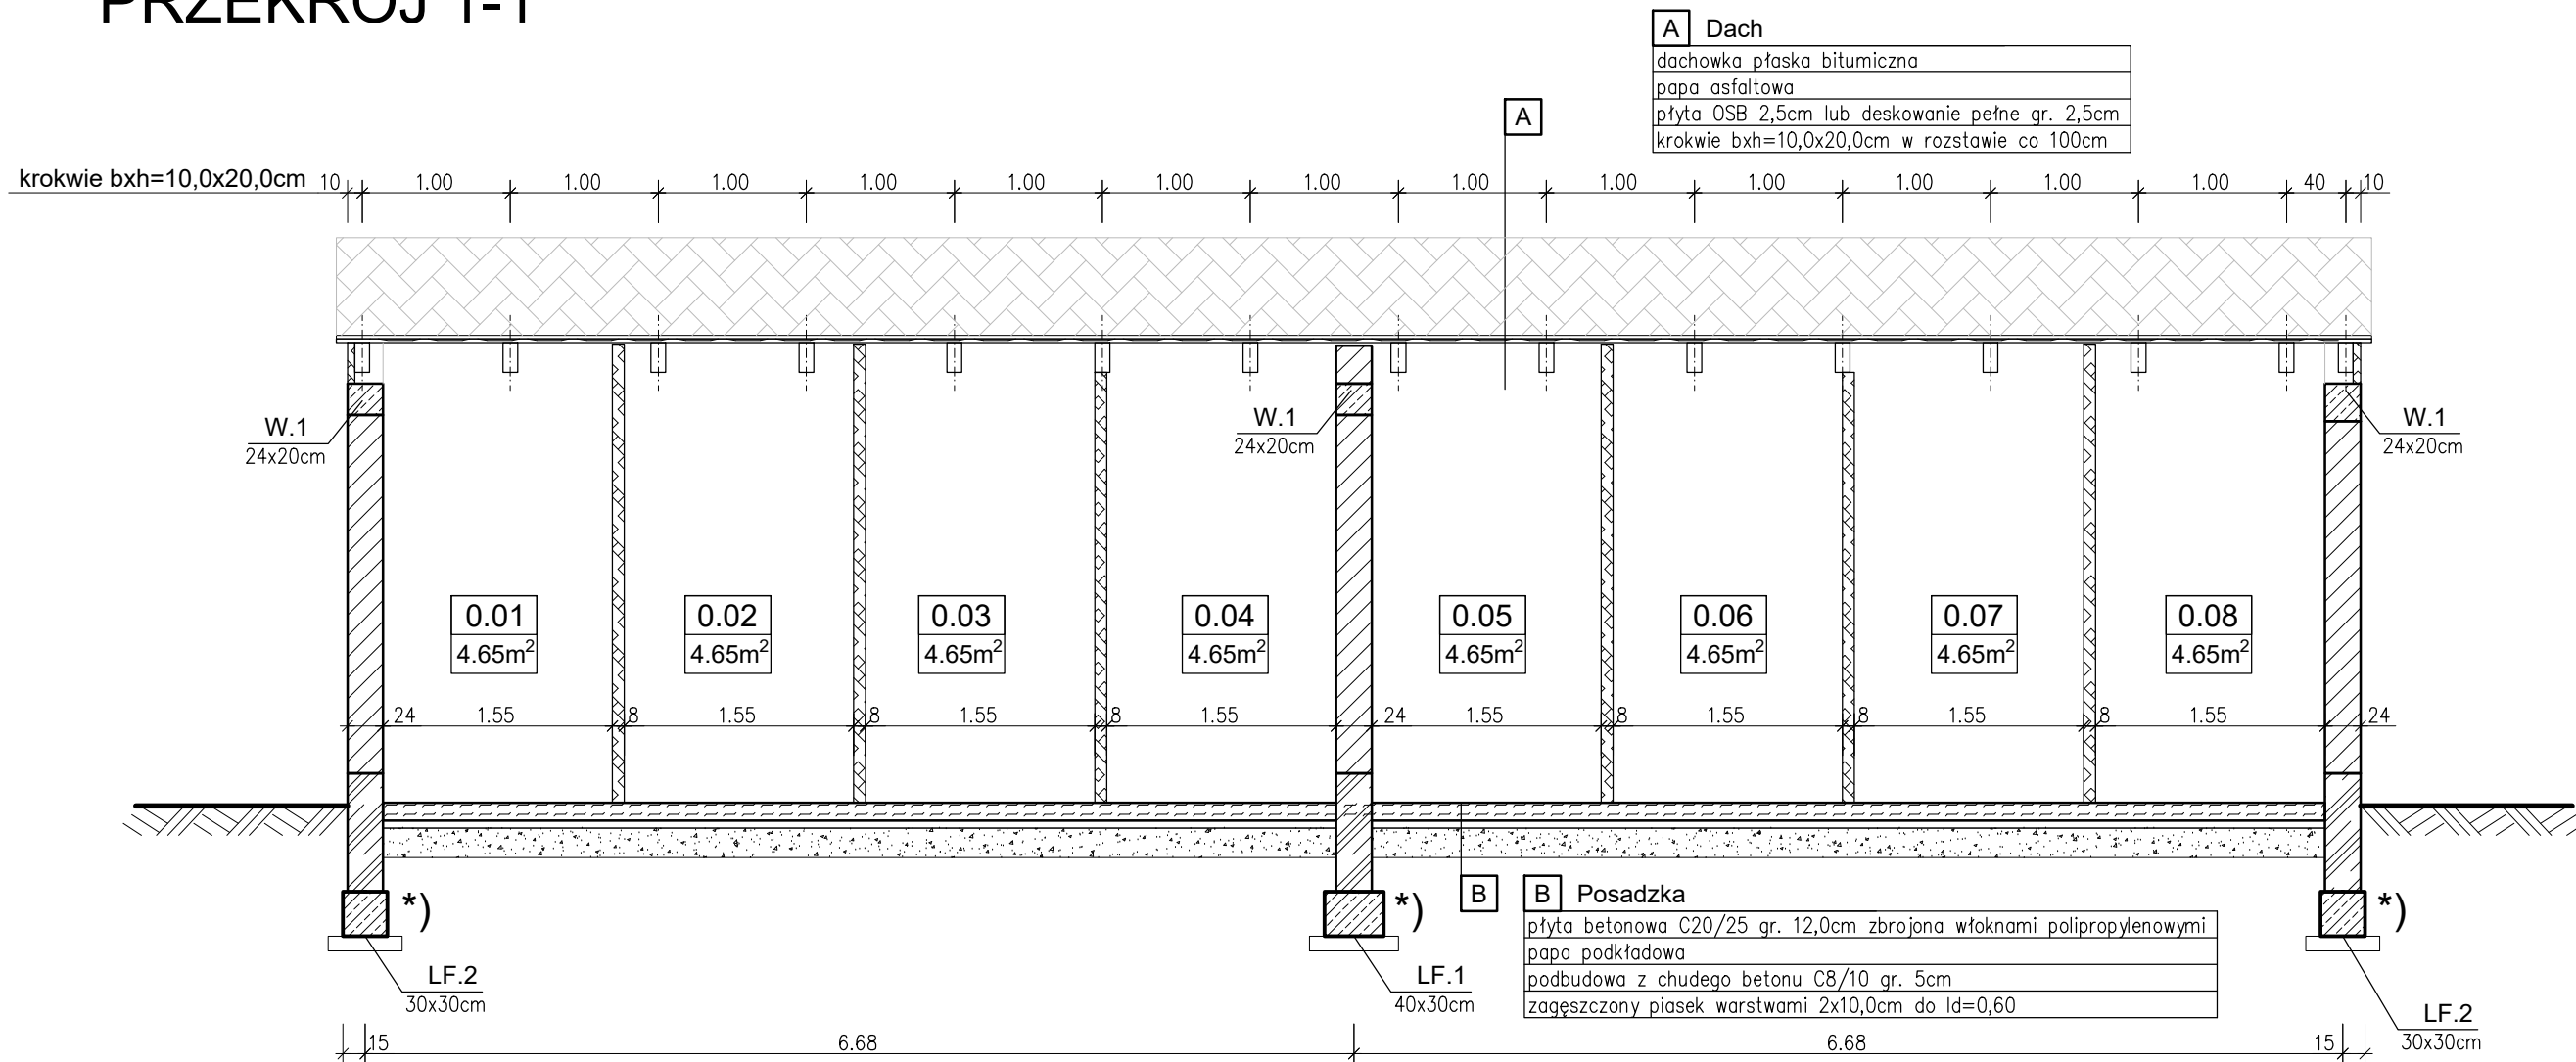 PRZEKRÓJ 1-1
A Dach
dachowka płaska bitumiczna
papa asfaltowa
płyta OSB 2,5cm lub deskowanie pełne gr. 2,5cm
krokwie bxh=10,0x20,0cm w rozstawie co 100cm
A
krokwie bxh=10,0x20,0cm 10 1.00 1.00 1.00 1.00 1.00 1.00 1.00 1.00 1.00 1.00 1.00 1.00 1.00 40 10
W.1
24x20cm
W.1
24x20cm
W.1
24x20cm
0.01 0.02 0.03 0.04 0.05 0.06 0.07 0.08
4.65m² 4.65m² 4.65m² 4.65m² 4.65m² 4.65m² 4.65m² 4.65m²
24 1.55 8 1.55 8 1.55 8 1.55 24 1.55 8 1.55 8 1.55 8 1.55 24
*) *) *)
B
B Posadzka
płyta betonowa C20/25 gr. 12,0cm zbrojona włoknami polipropylenowymi
papa podkładowa
podbudowa z chudego betonu C8/10 gr. 5cm
zagęszczony piasek warstwami 2x10,0cm do Id=0,60
LF.2
30x30cm
LF.1
40x30cm
LF.2
30x30cm
15 6.68 6.68 15